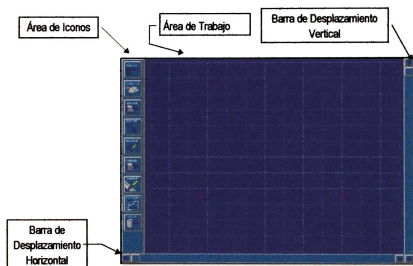 Área de Iconos
Área de Trabajo
Barra de Desplazamiento
Vertical
Barra de
Desplazamiento
Horizontal